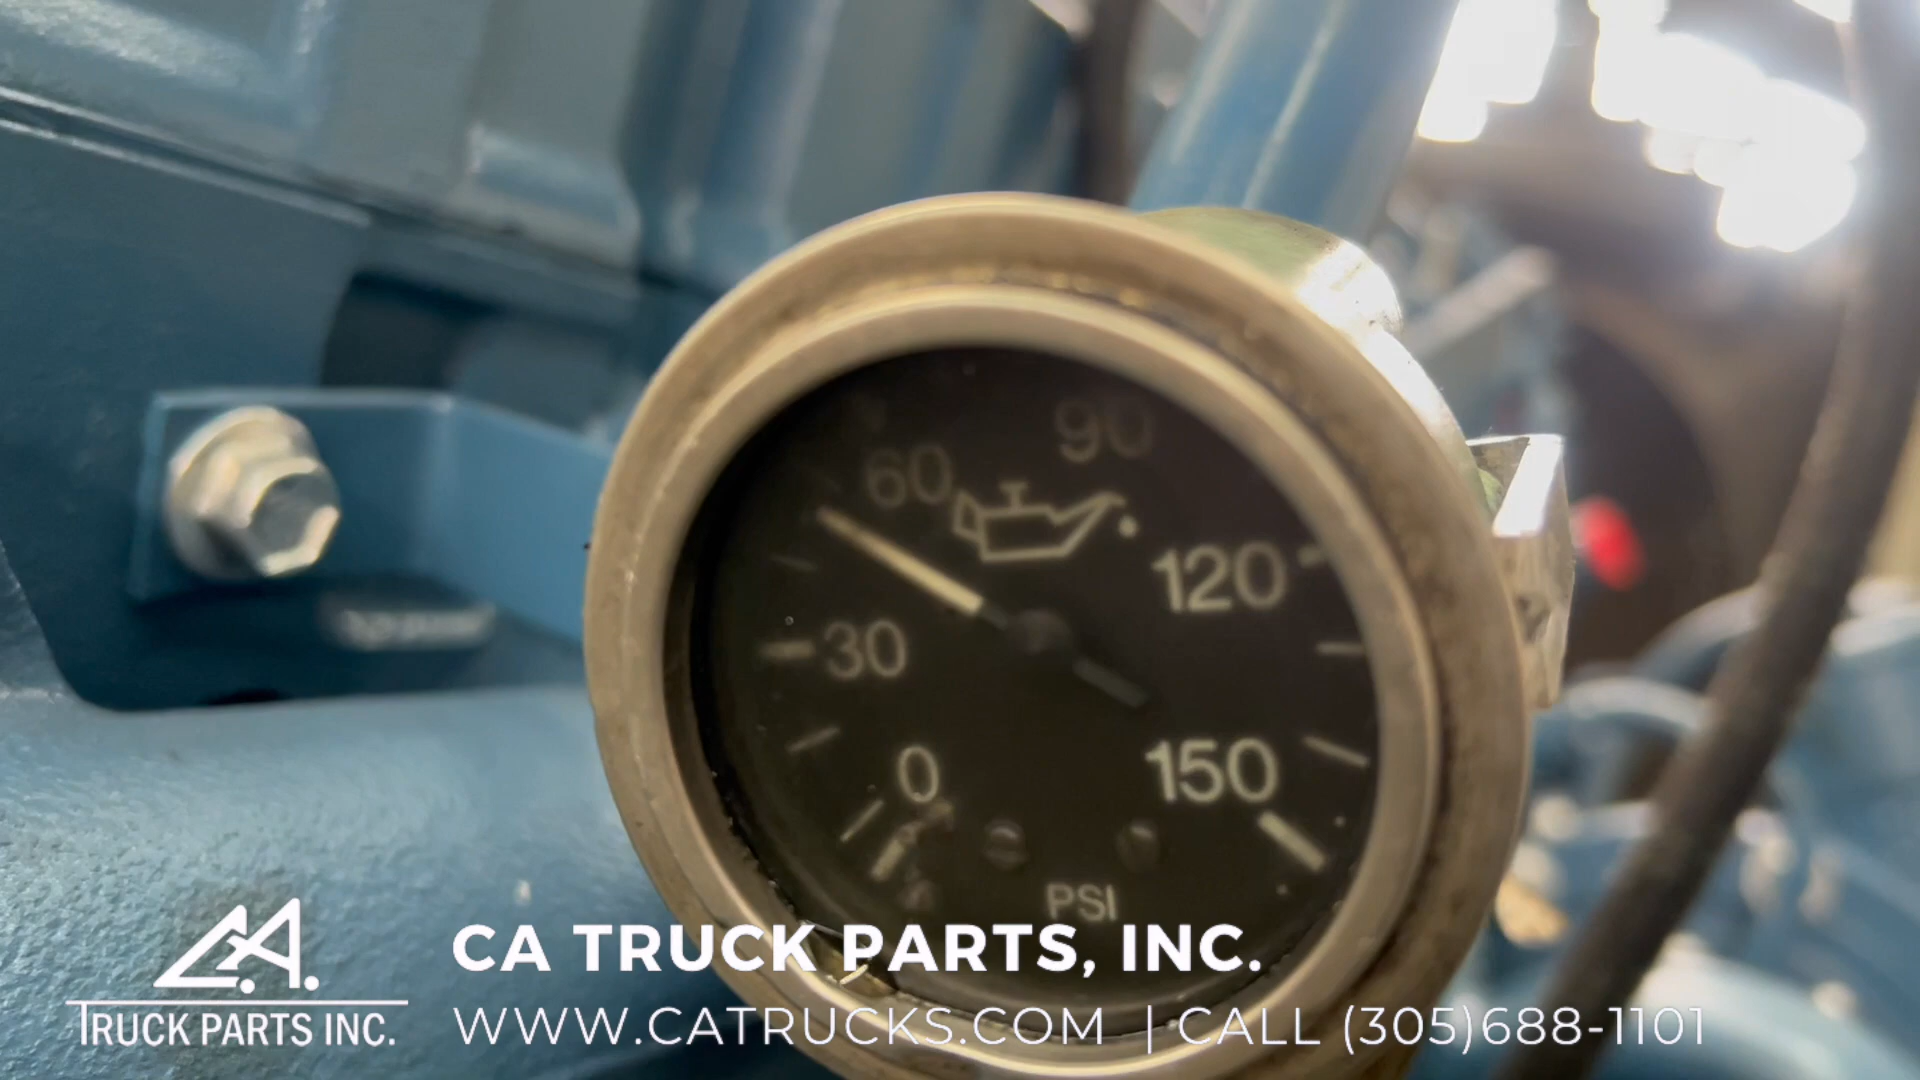 90
60
120
30
0
150
PSI
C.A.
TRUCK PARTS INC.
CA TRUCK PARTS, INC.
WWW.CATRUCKS.COM | CALL (305)688-1101